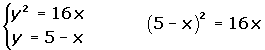 y² = 16x
y = 5 – x
(5 – x)² = 16x